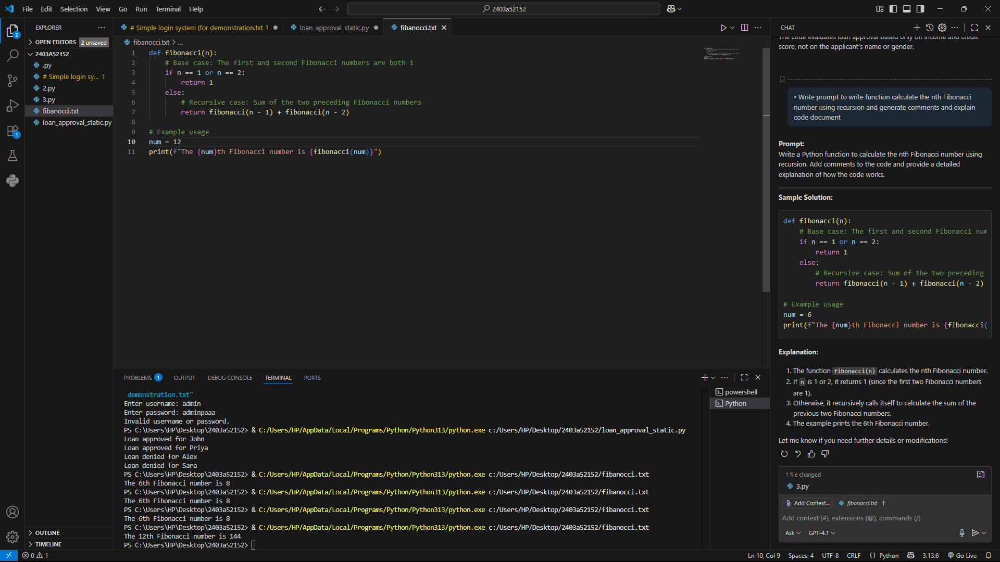 File Edit Selection View Go Run Terminal Help
2403a52152
EXPLORER
OPEN EDITORS 2 unsaved
2403A52152
.py
# Simple login sy... 1
2.py
3.py
fibanocci.txt
loan_approval_static.py
OUTLINE
TIMELINE
2
1
# Simple login system (for demonstration.txt 1
loan_approval_static.py
fibanocci.txt
fibanocci.txt > ...
1 def fibonacci(n):
2 # Base case: The first and second Fibonacci numbers are both 1
3 if n == 1 or n == 2:
4 return 1
5 else:
6 # Recursive case: Sum of the two preceding Fibonacci numbers
7 return fibonacci(n - 1) + fibonacci(n - 2)
8
9 # Example usage
10 num = 12
11 print(f"The {num}th Fibonacci number is {fibonacci(num)}")
PROBLEMS 1 OUTPUT DEBUG CONSOLE TERMINAL PORTS
powershell
Python
demonstration.txt"
Enter username: admin
Enter password: adminpaaa
Invalid username or password.
PS C:\Users\HP\Desktop\2403a52152> & C:/Users/HP/AppData/Local/Programs/Python/Python313/python.exe c:/Users/HP/Desktop/2403a52152/loan_approval_static.py
Loan approved for John
Loan approved for Priya
Loan denied for Alex
Loan denied for Sara
PS C:\Users\HP\Desktop\2403a52152> & C:/Users/HP/AppData/Local/Programs/Python/Python313/python.exe c:/Users/HP/Desktop/2403a52152/fibanocci.txt
The 6th Fibonacci number is 8
PS C:\Users\HP\Desktop\2403a52152> & C:/Users/HP/AppData/Local/Programs/Python/Python313/python.exe c:/Users/HP/Desktop/2403a52152/fibanocci.txt
The 6th Fibonacci number is 8
PS C:\Users\HP\Desktop\2403a52152> & C:/Users/HP/AppData/Local/Programs/Python/Python313/python.exe c:/Users/HP/Desktop/2403a52152/fibanocci.txt
The 6th Fibonacci number is 8
PS C:\Users\HP\Desktop\2403a52152> & C:/Users/HP/AppData/Local/Programs/Python/Python313/python.exe c:/Users/HP/Desktop/2403a52152/fibanocci.txt
The 12th Fibonacci number is 144
PS C:\Users\HP\Desktop\2403a52152>
CHAT
The code evaluates loan approval based only on income and credit
score, not on the applicant's name or gender.
• Write prompt to write function calculate the nth Fibonacci
number using recursion and generate comments and explain
code document
Prompt:
Write a Python function to calculate the nth Fibonacci number using
recursion. Add comments to the code and provide a detailed
explanation of how the code works.
Sample Solution:
def fibonacci(n):
# Base case: The first and second Fibonacci num
if n == 1 or n == 2:
return 1
else:
# Recursive case: Sum of the two preceding
return fibonacci(n - 1) + fibonacci(n - 2)
# Example usage
num = 6
print(f"The {num}th Fibonacci number is {fibonacci(
Explanation:
1. The function fibonacci(n) calculates the nth Fibonacci number.
2. If n is 1 or 2, it returns 1 (since the first two Fibonacci numbers
are 1).
3. Otherwise, it recursively calls itself to calculate the sum of the
previous two Fibonacci numbers.
4. The example prints the 6th Fibonacci number.
Let me know if you need further details or modifications!
1 file changed
3.py
Add Context... fibanocci.txt
Add context (#), extensions (@), commands (/)
Ask GPT-4.1
0 1
Ln 10, Col 9 Spaces: 4 UTF-8 CRLF {} Python 3.13.6 Go Live